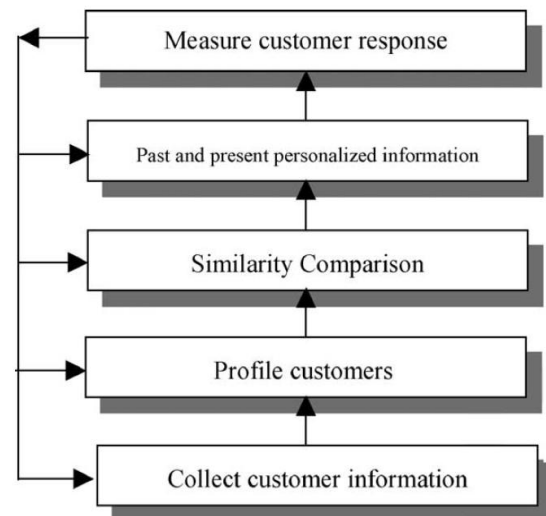 Measure customer response
Past and present personalized information
Similarity Comparison
Profile customers
Collect customer information